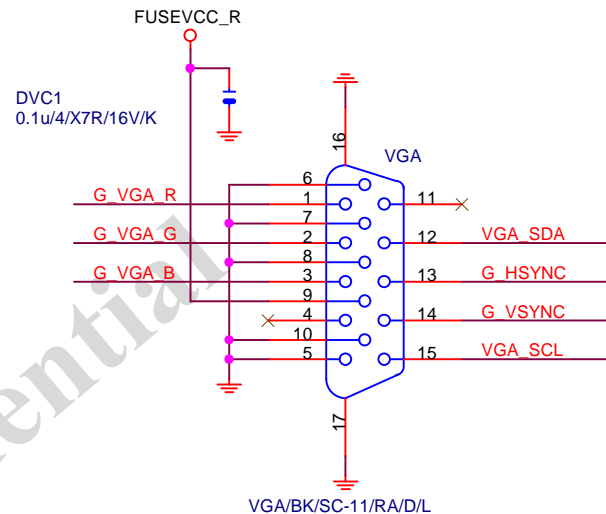 FUSEVCC_R
DVC1
0.1u/4/X7R/16V/K
16
VGA
6
G_VGA_R 1 11
7
G_VGA_G 2 12 VGA_SDA
8
G_VGA_B 3 13 G_HSYNC
9
4 14 G_VSYNC
10
5 15 VGA_SCL
17
VGA/BK/SC-11/RA/D/L
ential